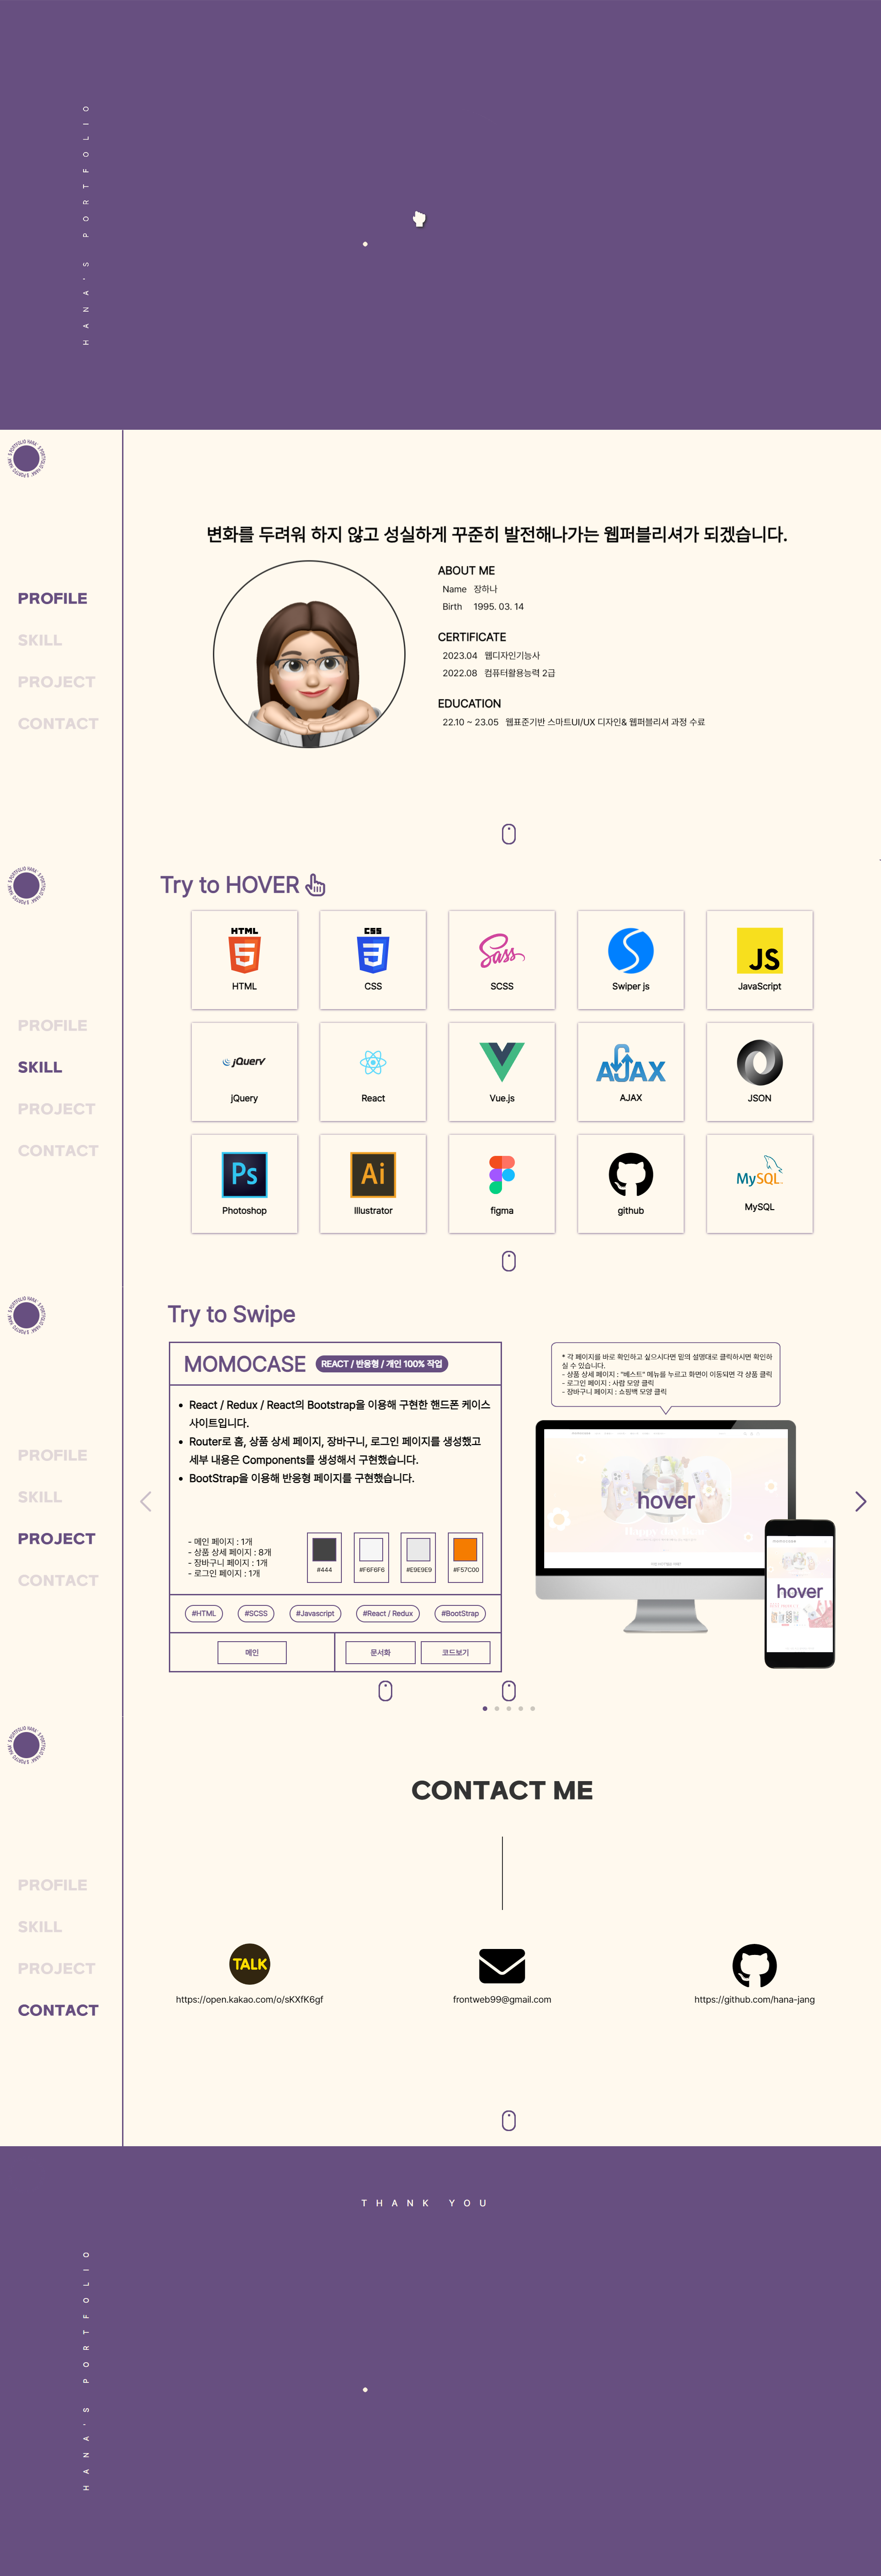 HANA'S PORTFOLIO
PROFILE
SKILL
PROJECT
CONTACT
변화를 두려워 하지 않고 성실하게 꾸준히 발전해나가는 웹퍼블리셔가 되겠습니다.
ABOUT ME
Name 장하나
Birth 1995. 03. 14
CERTIFICATE
2023.04 웹디자인기능사
2022.08 컴퓨터활용능력 2급
EDUCATION
22.10 ~ 23.05 웹표준기반 스마트UI/UX 디자인& 웹퍼블리셔 과정 수료
PROFILE
SKILL
PROJECT
CONTACT
Try to HOVER
HTML
HTML
CSS
CSS
Sass
SCSS
Swiper js
JS
JavaScript
jQuery
jQuery
React
Vue.js
AJAX
AJAX
JSON
Ps
Photoshop
Ai
Illustrator
figma
github
MySQL
MySQL
PROFILE
SKILL
PROJECT
CONTACT
Try to Swipe
MOMOCASE REACT / 반응형 / 개인 100% 작업
React / Redux / React의 Bootstrap을 이용해 구현한 핸드폰 케이스
사이트입니다.
Router로 홈, 상품 상세 페이지, 장바구니, 로그인 페이지를 생성했고
세부 내용은 Components를 생성해서 구현했습니다.
BootStrap을 이용해 반응형 페이지를 구현했습니다.
- 메인 페이지 : 1개
- 상품 상세 페이지 : 8개
- 장바구니 페이지 : 1개
- 로그인 페이지 : 1개
#444
#F6F6F6
#E9E9E9
#F57C00
#HTML
#SCSS
#Javascript
#React / Redux
#BootStrap
메인
문서화
코드보기
* 각 페이지를 바로 확인하고 싶으시다면 밑의 설명대로 클릭하시면 확인하
실 수 있습니다.
- 상품 상세 페이지 : "베스트" 메뉴를 누르고 화면이 이동되면 각 상품 클릭
- 로그인 페이지 : 사람 모양 클릭
- 장바구니 페이지 : 쇼핑백 모양 클릭
hover
hover
PROFILE
SKILL
PROJECT
CONTACT
CONTACT ME
TALK
https://open.kakao.com/o/sKXfK6gf
frontweb99@gmail.com
https://github.com/hana-jang
THANK YOU
HANA'S PORTFOLIO